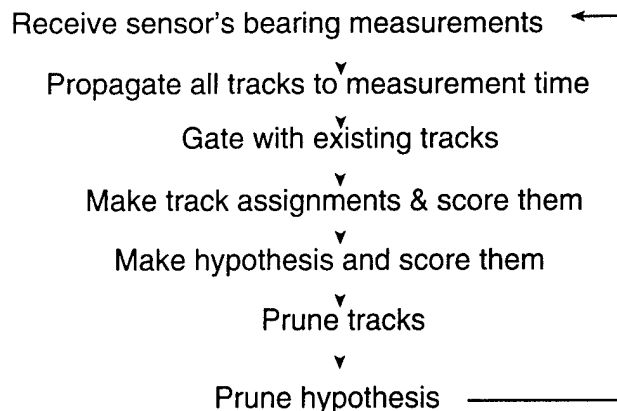 Receive sensor's bearing measurements
Propagate all tracks to measurement time
Gate with existing tracks
Make track assignments & score them
Make hypothesis and score them
Prune tracks
Prune hypothesis